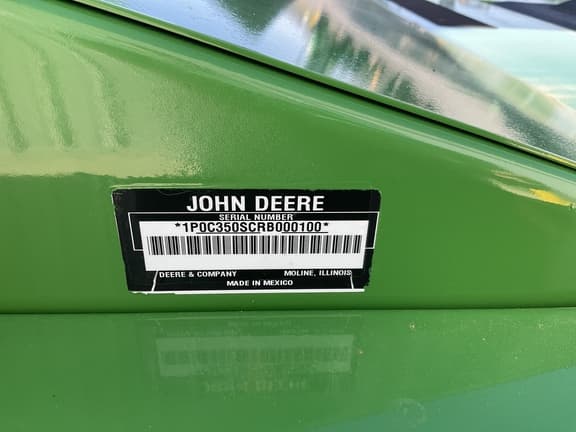 JOHN DEERE
SERIAL NUMBER
*1P0C350SCRB000100*
DEERE & COMPANY MOLINE, ILLINOIS
MADE IN MEXICO